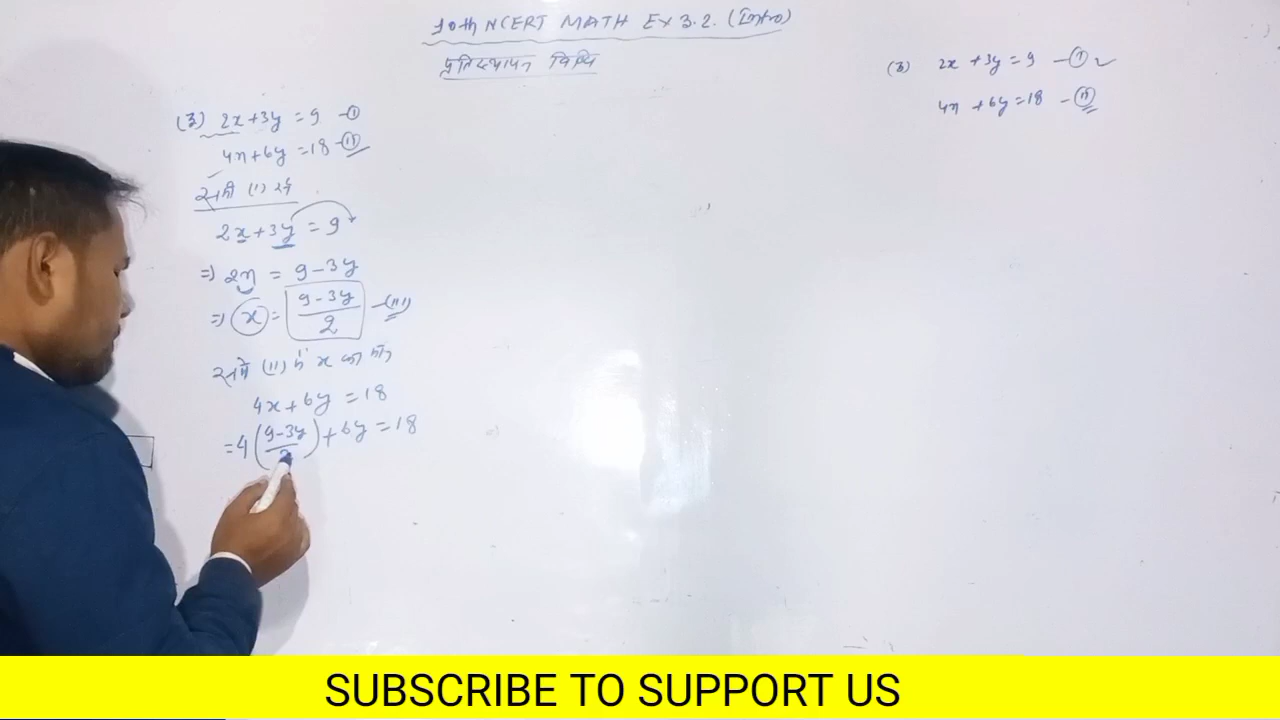 10th NCERT MATH EX 3.2. (Intro)
प्रतिस्थापन विधि
(3) 2x + 3y = 9 - (I)
4x + 6y = 18 - (II)
(3) 2x + 3y = 9 - (I)
4x + 6y = 18 - (II)
समी (I) से
2x + 3y = 9
⇒ 2x = 9 - 3y
⇒ x = (9 - 3y)/2 - (III)
समी (II) में x का मान
4x + 6y = 18
= 4((9 - 3y)/2) + 6y = 18
SUBSCRIBE TO SUPPORT US